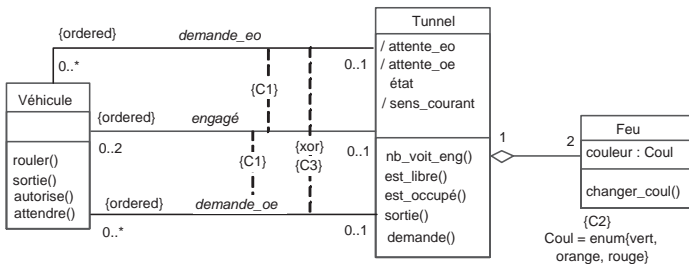 {ordered}
demande_eo
0..*
0..1
Véhicule
rouler()
sortie()
autorise()
attendre()
{C1}
{ordered}
engagé
0..2
0..1
{C1}
{xor}
{C3}
{ordered}
demande_oe
0..*
0..1
Tunnel
/ attente_eo
/ attente_oe
état
/ sens_courant
nb_voit_eng()
est_libre()
est_occupé()
sortie()
demande()
1
2
Feu
couleur : Coul
changer_coul()
{C2}
Coul = enum{vert,
orange, rouge}